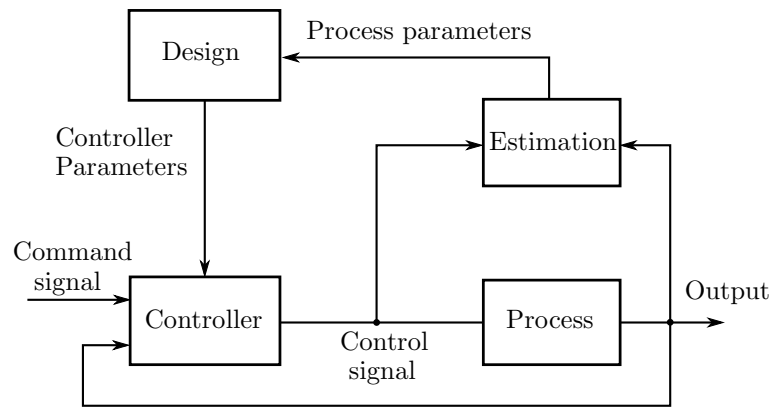 Process parameters
Design
Controller
Parameters
Estimation
Command
signal
Controller
Control
signal
Process
Output